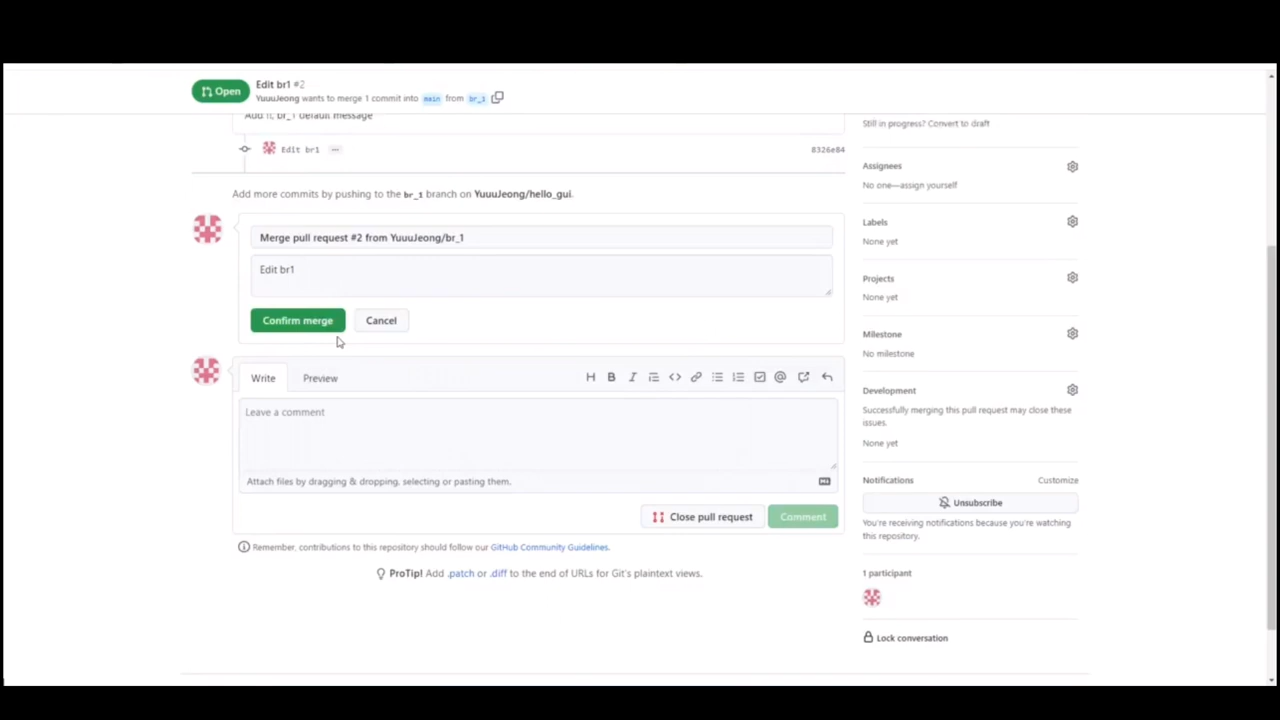 Open
Edit br1 #2
YuuuJeong wants to merge 1 commit into main from br_1
Add 1, br_1 default message
Edit br1 ...
8326e84
Add more commits by pushing to the br_1 branch on YuuuJeong/hello_gui.
Merge pull request #2 from YuuuJeong/br_1
Edit br1
Confirm merge
Cancel
Write
Preview
Leave a comment
Attach files by dragging & dropping, selecting or pasting them.
Close pull request
Comment
Remember, contributions to this repository should follow our GitHub Community Guidelines.
ProTip! Add .patch or .diff to the end of URLs for Git's plaintext views.
Still in progress? Convert to draft
Assignees
No one—assign yourself
Labels
None yet
Projects
None yet
Milestone
No milestone
Development
Successfully merging this pull request may close these
issues.
None yet
Notifications
Customize
Unsubscribe
You're receiving notifications because you're watching
this repository.
1 participant
Lock conversation